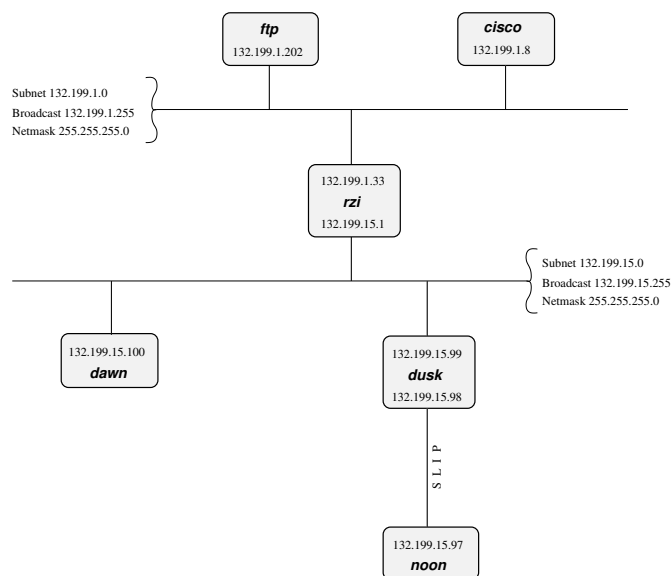 ftp
132.199.1.202
cisco
132.199.1.8
Subnet 132.199.1.0
Broadcast 132.199.1.255
Netmask 255.255.255.0
132.199.1.33
rzi
132.199.15.1
Subnet 132.199.15.0
Broadcast 132.199.15.255
Netmask 255.255.255.0
132.199.15.100
dawn
132.199.15.99
dusk
132.199.15.98
SLIP
132.199.15.97
noon